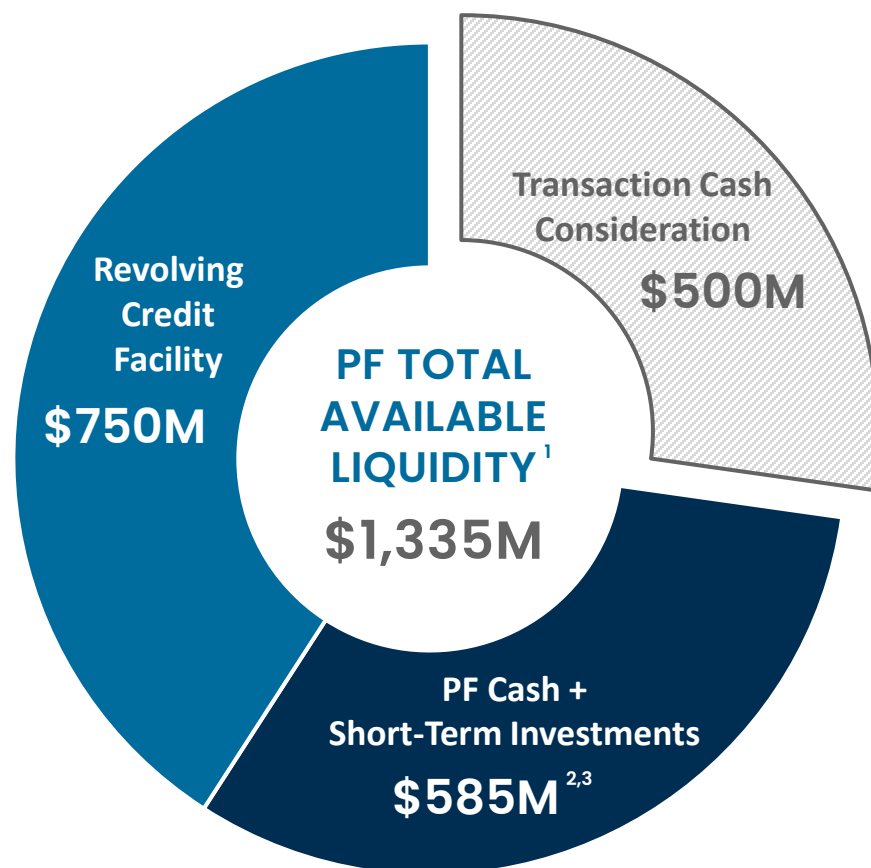 Transaction Cash
Consideration
$500M
Revolving
Credit
Facility
$750M
PF TOTAL
AVAILABLE
LIQUIDITY 1
$1,335M
PF Cash +
Short-Term Investments
$585M 2,3